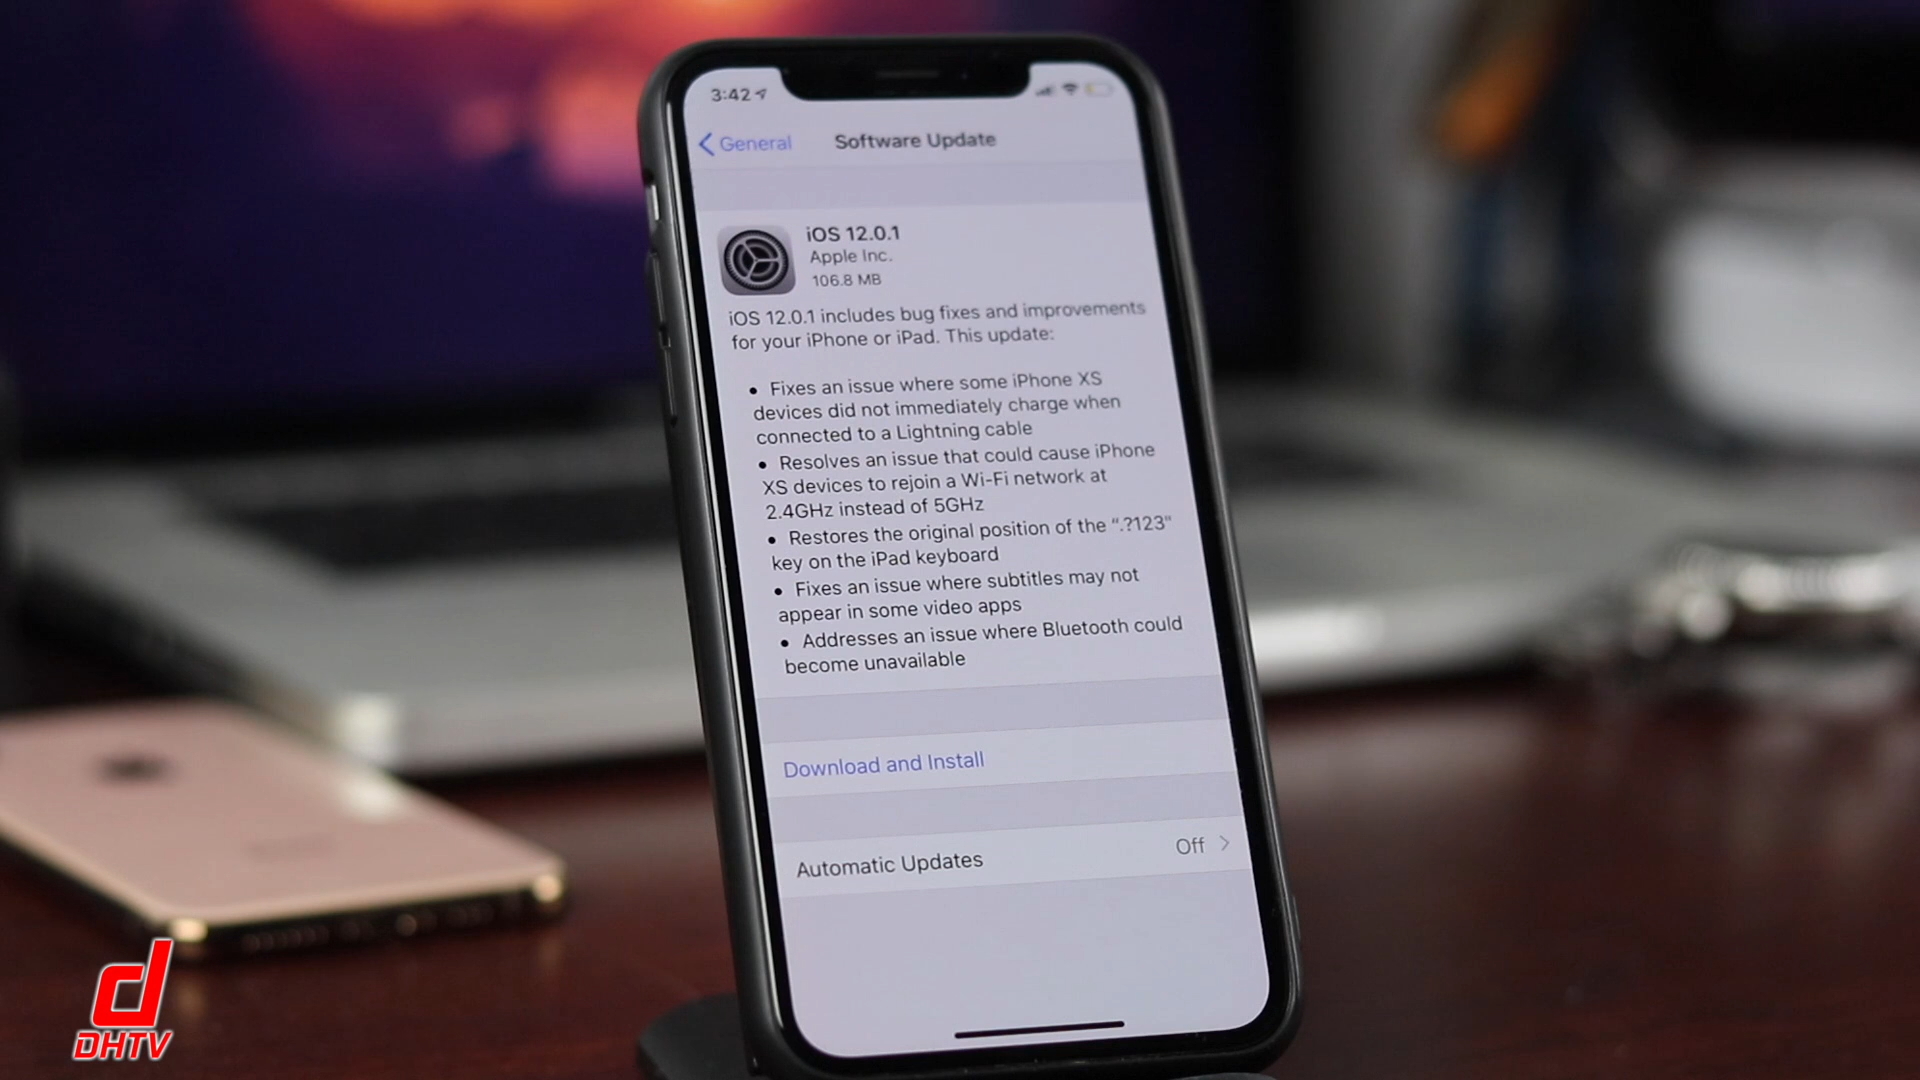 3:42
General
Software Update
iOS 12.0.1
Apple Inc.
106.8 MB
iOS 12.0.1 includes bug fixes and improvements
for your iPhone or iPad. This update:
• Fixes an issue where some iPhone XS
devices did not immediately charge when
connected to a Lightning cable
• Resolves an issue that could cause iPhone
XS devices to rejoin a Wi-Fi network at
2.4GHz instead of 5GHz
• Restores the original position of the “.?123"
key on the iPad keyboard
• Fixes an issue where subtitles may not
appear in some video apps
• Addresses an issue where Bluetooth could
become unavailable
Download and Install
Automatic Updates Off
d
DHTV